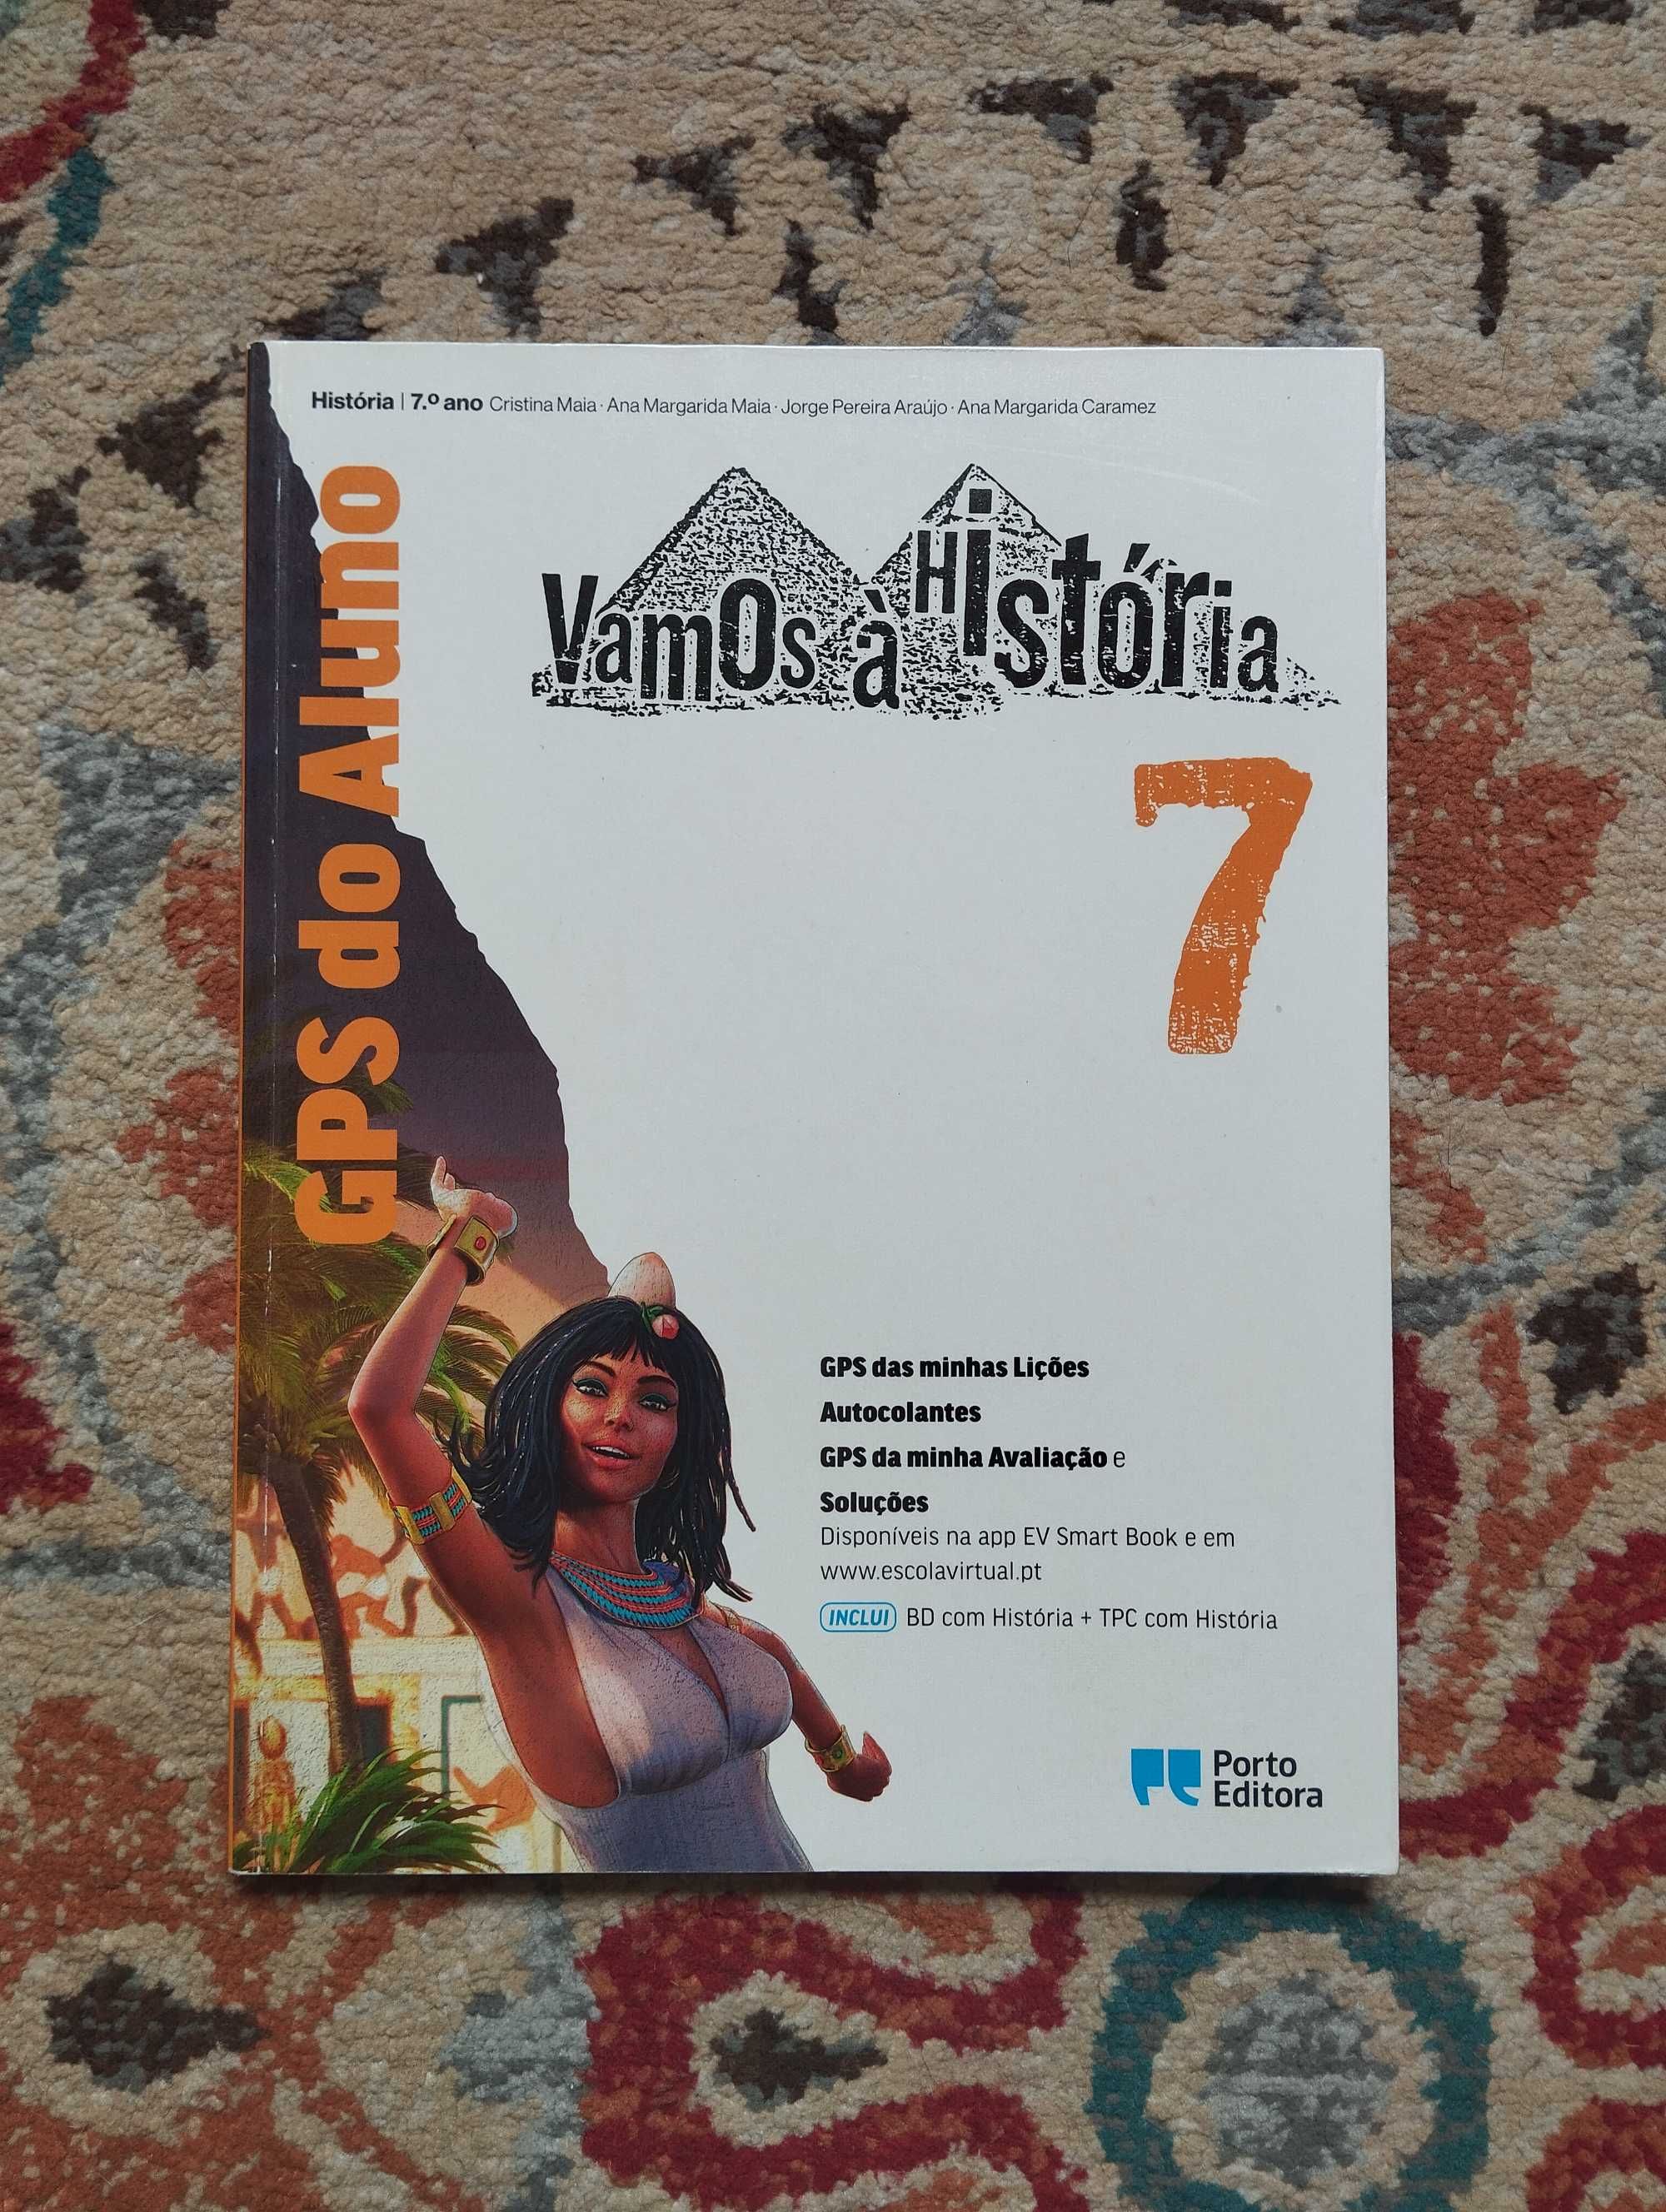 História | 7.º ano Cristina Maia · Ana Margarida Maia · Jorge Pereira Araújo · Ana Margarida Caramez
GPS do Aluno
Vamos à História
7
GPS das minhas Lições
Autocolantes
GPS da minha Avaliação e
Soluções
Disponíveis na app EV Smart Book e em
www.escolavirtual.pt
INCLUI BD com História + TPC com História
Porto
Editora